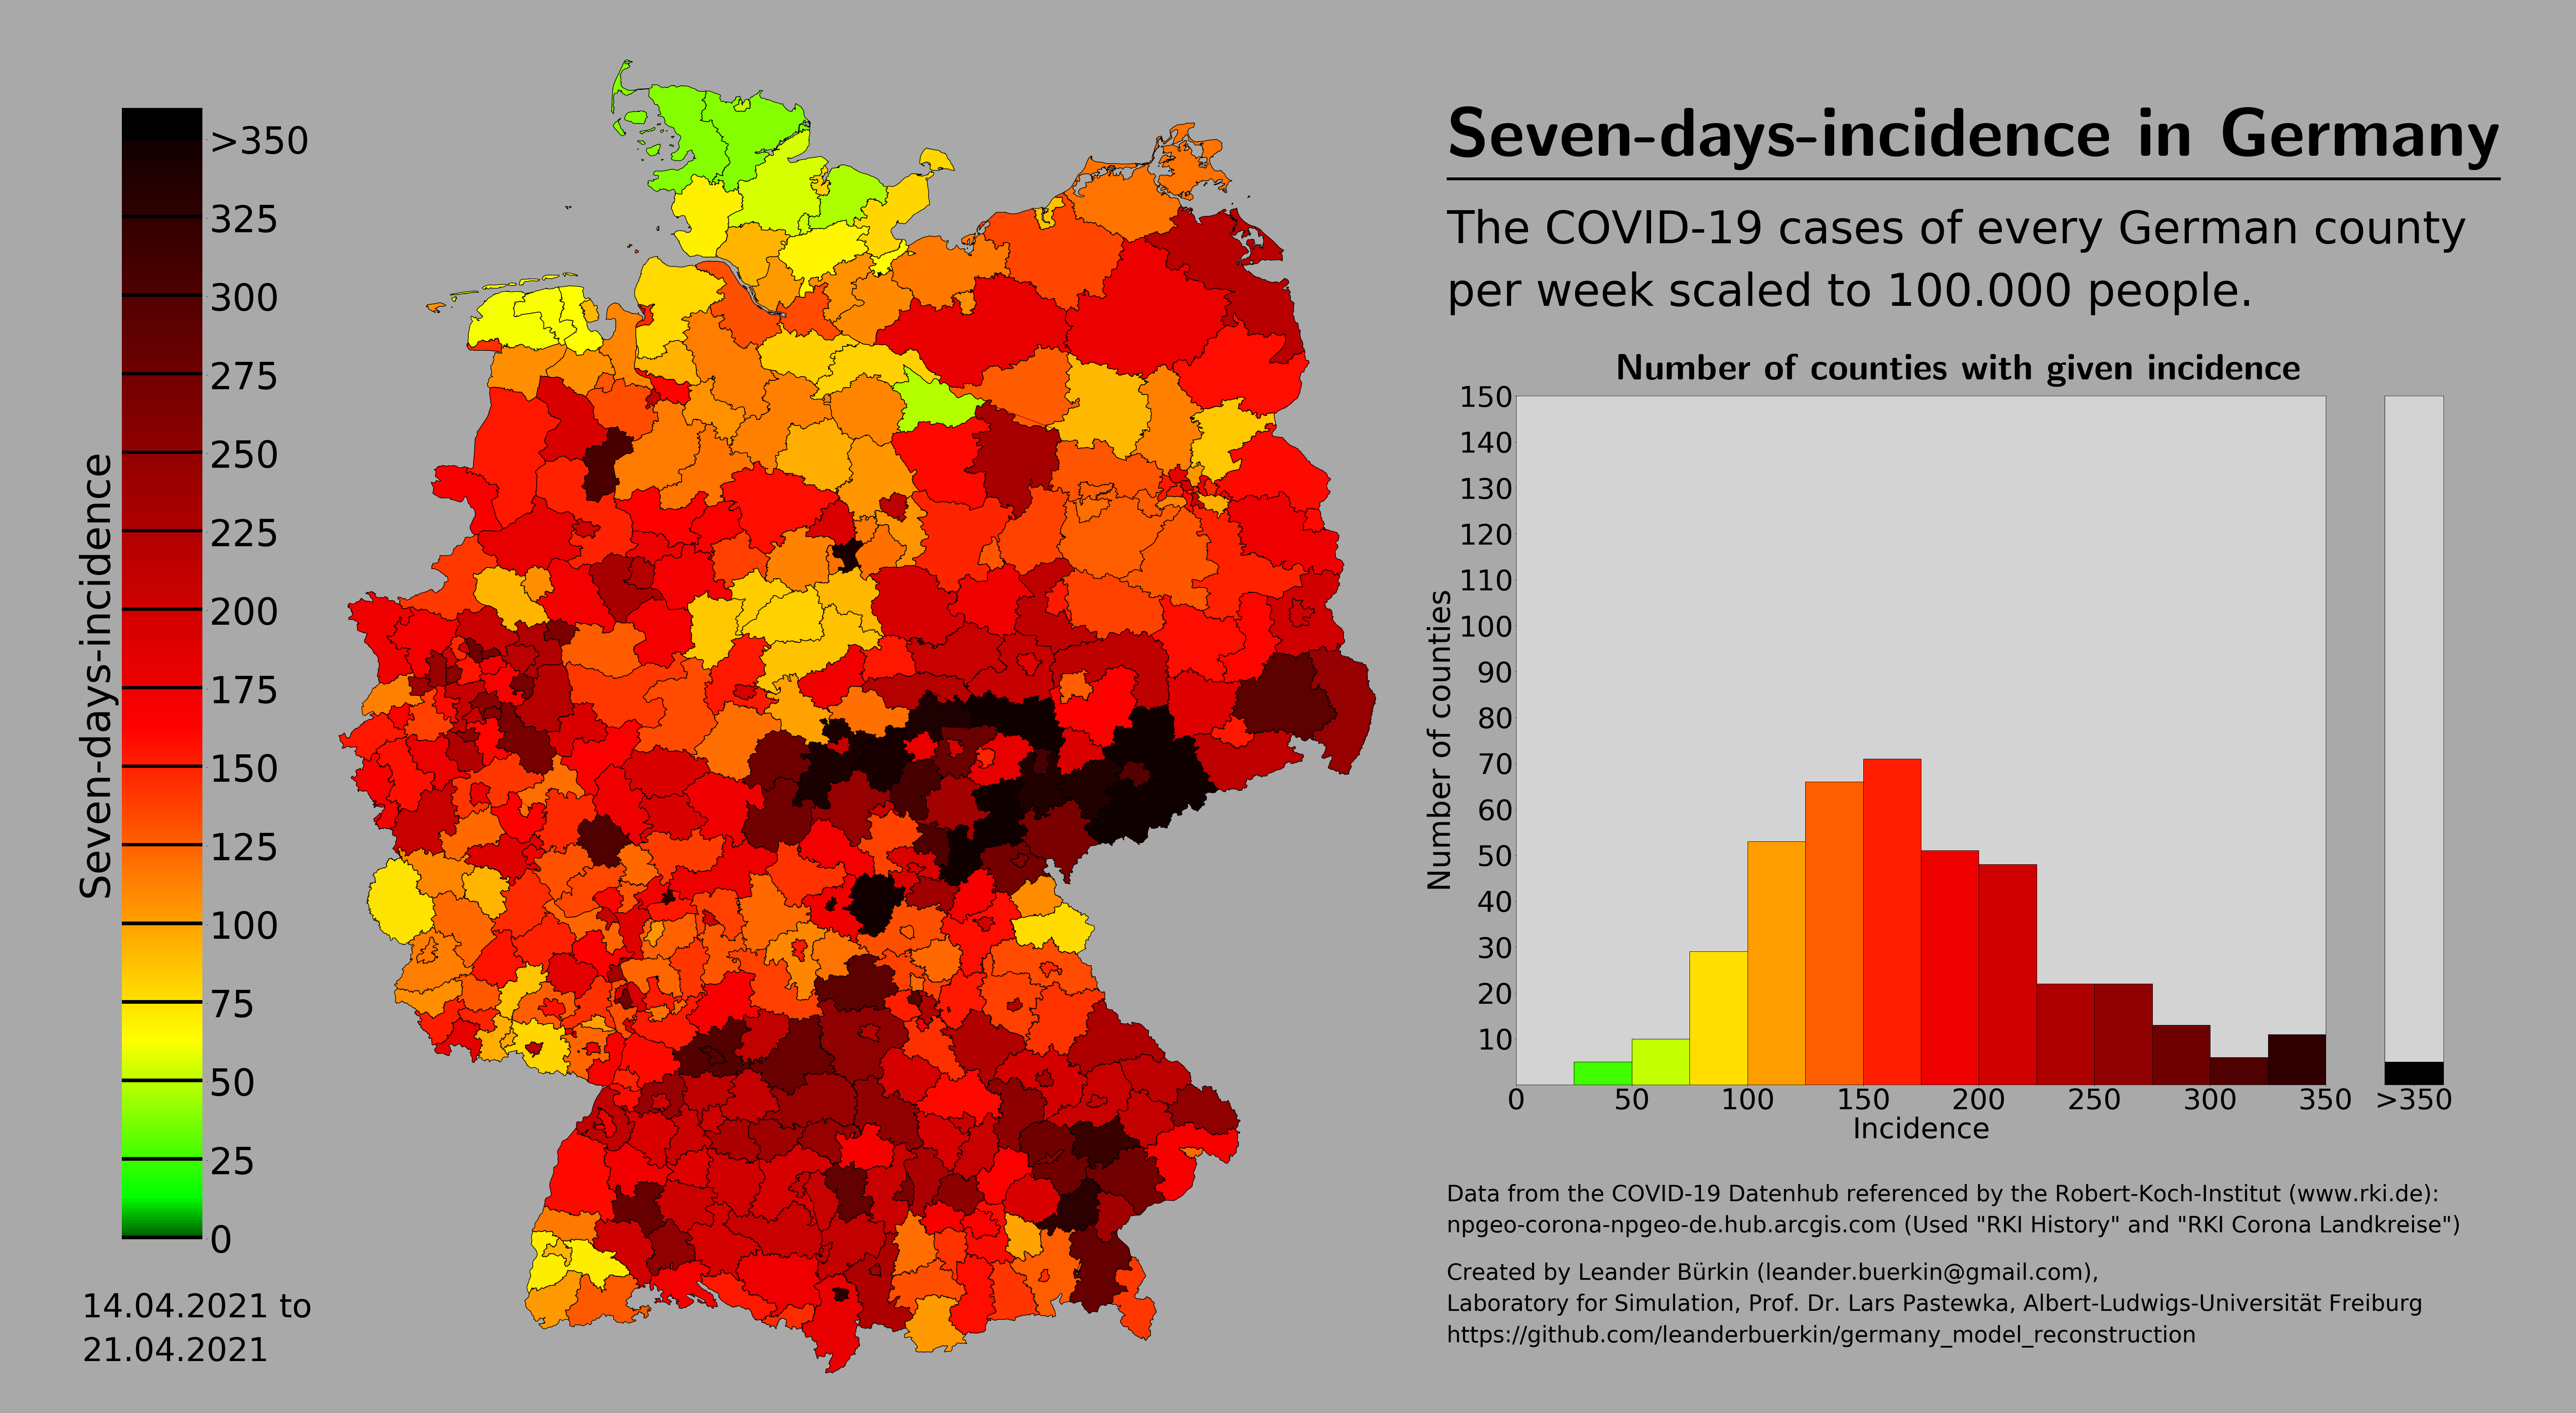 Seven-days-incidence in Germany
The COVID-19 cases of every German county
per week scaled to 100.000 people.
Seven-days-incidence
>350
325
300
275
250
225
200
175
150
125
100
75
50
25
0
14.04.2021 to
21.04.2021
Number of counties with given incidence
Number of counties
150
140
130
120
110
100
90
80
70
60
50
40
30
20
10
0 50 100 150 200 250 300 350 >350
Incidence
Data from the COVID-19 Datenhub referenced by the Robert-Koch-Institut (www.rki.de):
npgeo-corona-npgeo-de.hub.arcgis.com (Used "RKI History" and "RKI Corona Landkreise")
Created by Leander Bürkin (leander.buerkin@gmail.com),
Laboratory for Simulation, Prof. Dr. Lars Pastewka, Albert-Ludwigs-Universität Freiburg
https://github.com/leanderbuerkin/germany_model_reconstruction